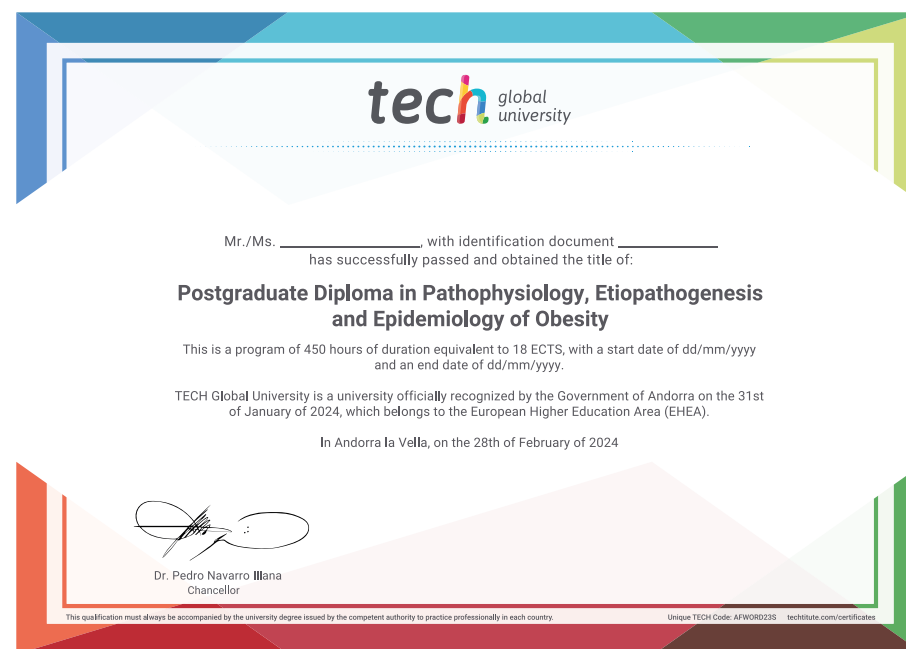 tech global university
Mr./Ms. ____________________, with identification document ______________
has successfully passed and obtained the title of:
Postgraduate Diploma in Pathophysiology, Etiopathogenesis
and Epidemiology of Obesity
This is a program of 450 hours of duration equivalent to 18 ECTS, with a start date of dd/mm/yyyy
and an end date of dd/mm/yyyy.
TECH Global University is a university officially recognized by the Government of Andorra on the 31st
of January of 2024, which belongs to the European Higher Education Area (EHEA).
In Andorra la Vella, on the 28th of February of 2024
Dr. Pedro Navarro Illana
Chancellor
This qualification must always be accompanied by the university degree issued by the competent authority to practice professionally in each country.
Unique TECH Code: AFWORD23S techtitute.com/certificates